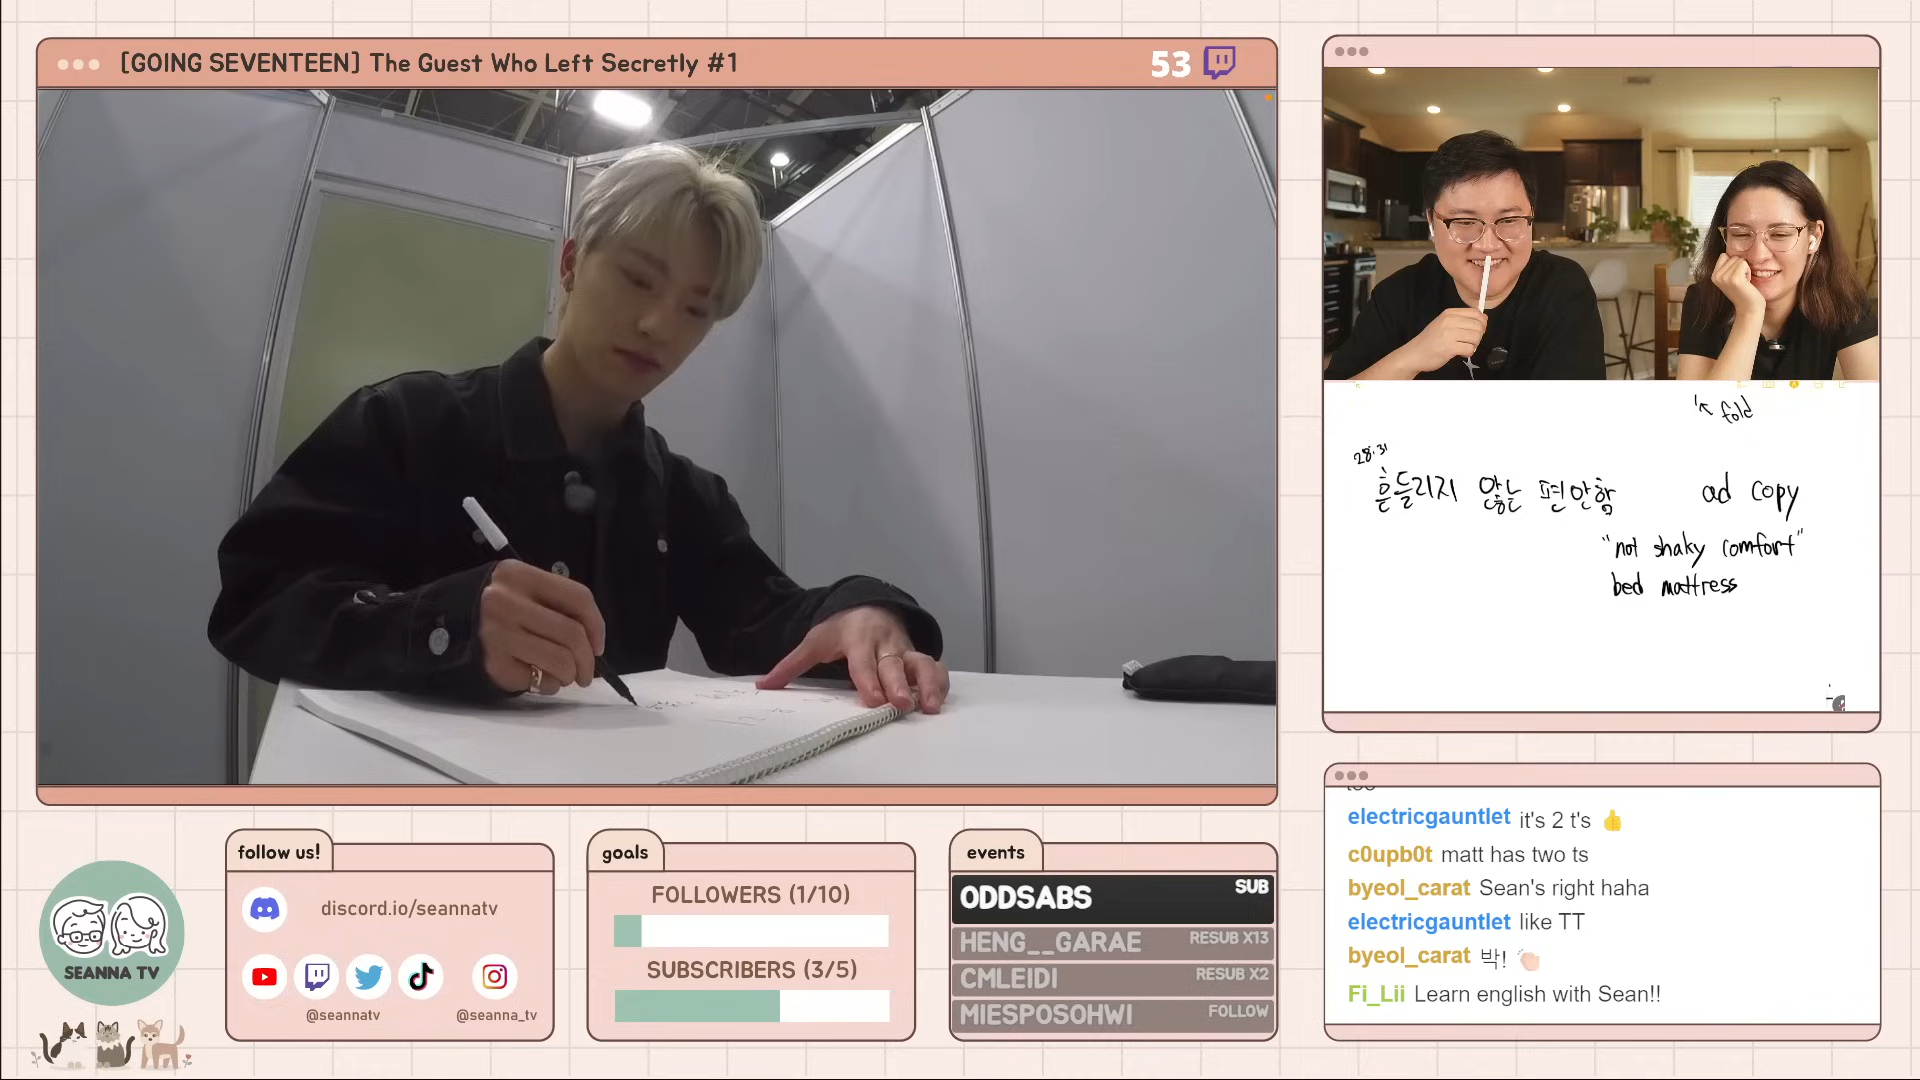 [GOING SEVENTEEN] The Guest Who Left Secretly #1
53
fold
28:31
흔들리지 않는 편안함
ad copy
"not shaky comfort"
bed mattress
electricgauntlet it's 2 t's 👍
c0upb0t matt has two ts
byeol_carat Sean's right haha
electricgauntlet like TT
byeol_carat 박! 👏🏻
Fi_Lii Learn english with Sean!!
SEANNA TV
follow us!
discord.io/seannatv
@seannatv
@seanna_tv
goals
FOLLOWERS (1/10)
SUBSCRIBERS (3/5)
events
ODDSABS SUB
HENG__GARAE RESUB X13
CMLEIDI RESUB X2
MIESPOSOHWI FOLLOW